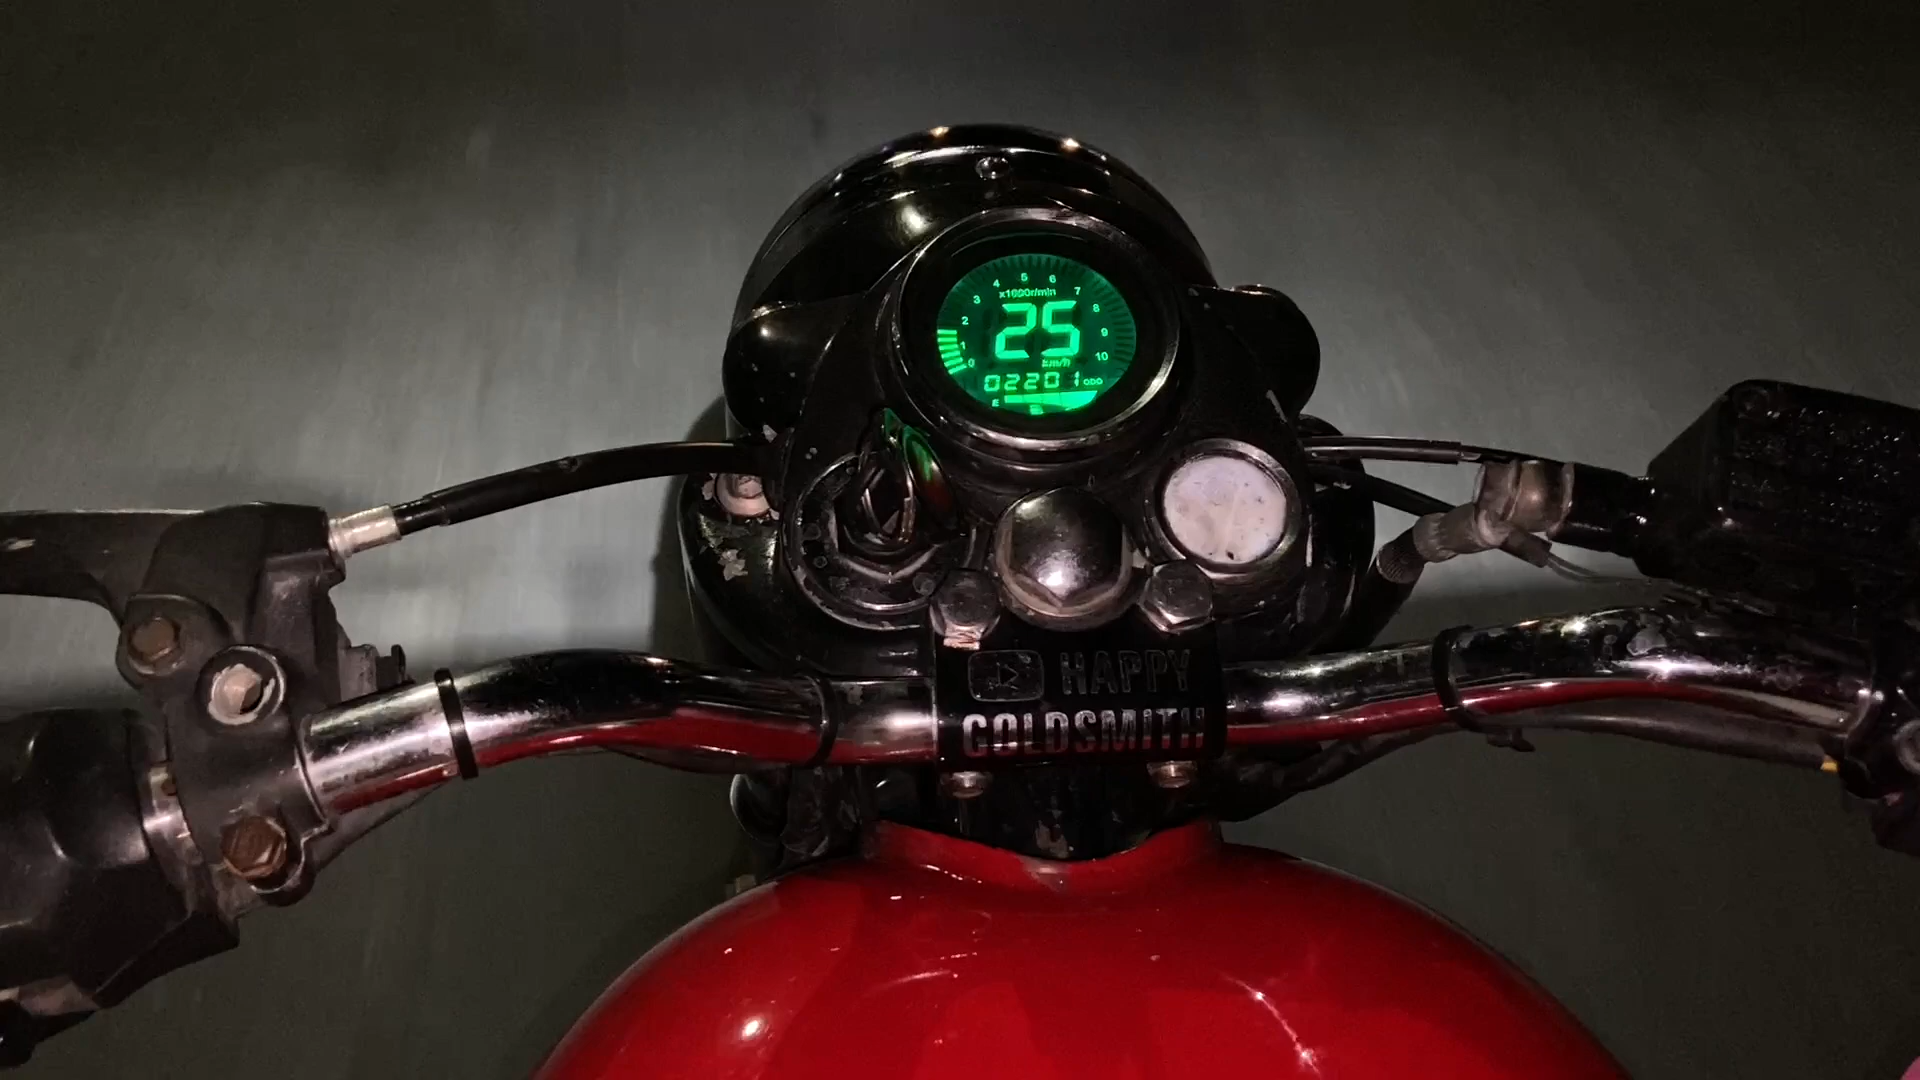 4 5 6
3 x1000r/min 7
2 25 8
1 9
0 km/h 10
02201 ODO
E
HAPPY
GOLDSMITH